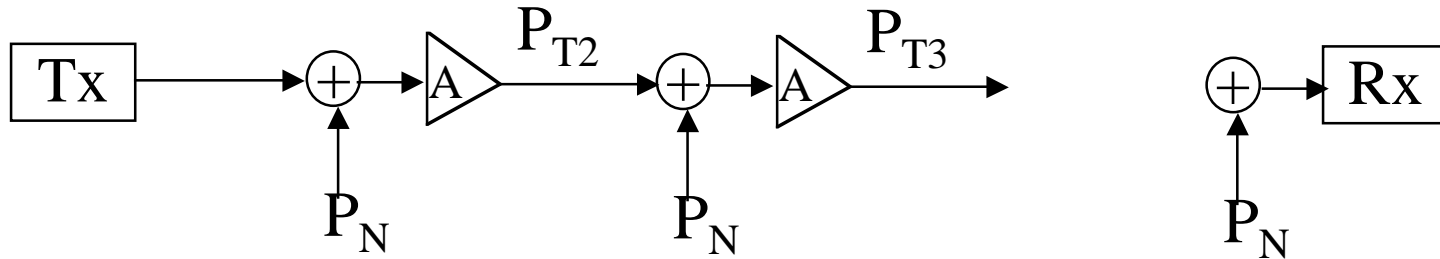 P_T2 P_T3
Tx + A + A + Rx
P_N P_N P_N